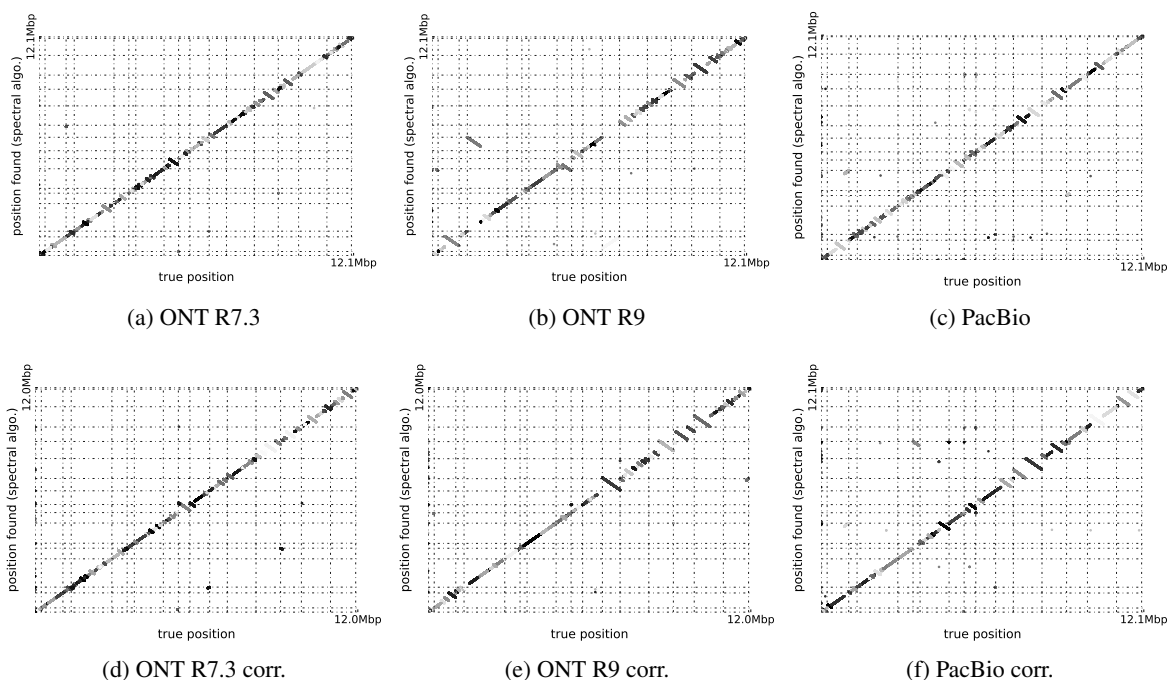 12.1Mbp
position found (spectral algo.)
12.1Mbp
true position
(a) ONT R7.3
12.1Mbp
position found (spectral algo.)
12.1Mbp
true position
(b) ONT R9
12.1Mbp
position found (spectral algo.)
12.1Mbp
true position
(c) PacBio
12.0Mbp
position found (spectral algo.)
12.0Mbp
true position
(d) ONT R7.3 corr.
12.0Mbp
position found (spectral algo.)
12.0Mbp
true position
(e) ONT R9 corr.
12.1Mbp
position found (spectral algo.)
12.1Mbp
true position
(f) PacBio corr.